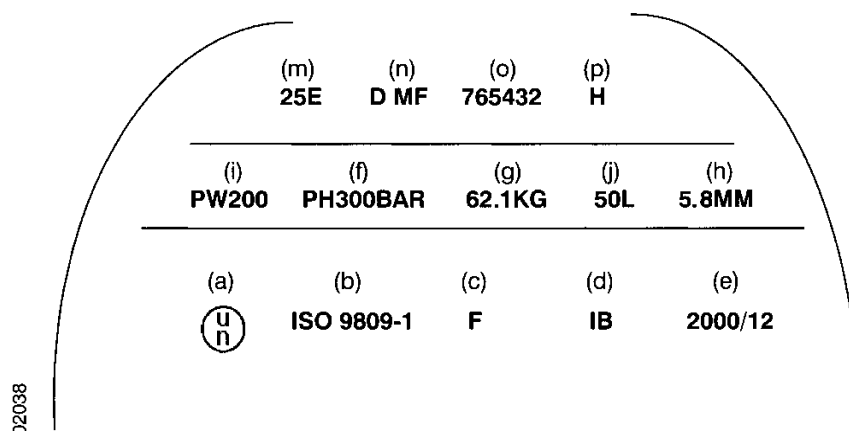 (m) (n) (o) (p)
25E D MF 765432 H
(i) (f) (g) (j) (h)
PW200 PH300BAR 62.1KG 50L 5.8MM
(a) (b) (c) (d) (e)
u
n
ISO 9809-1 F IB 2000/12
02038